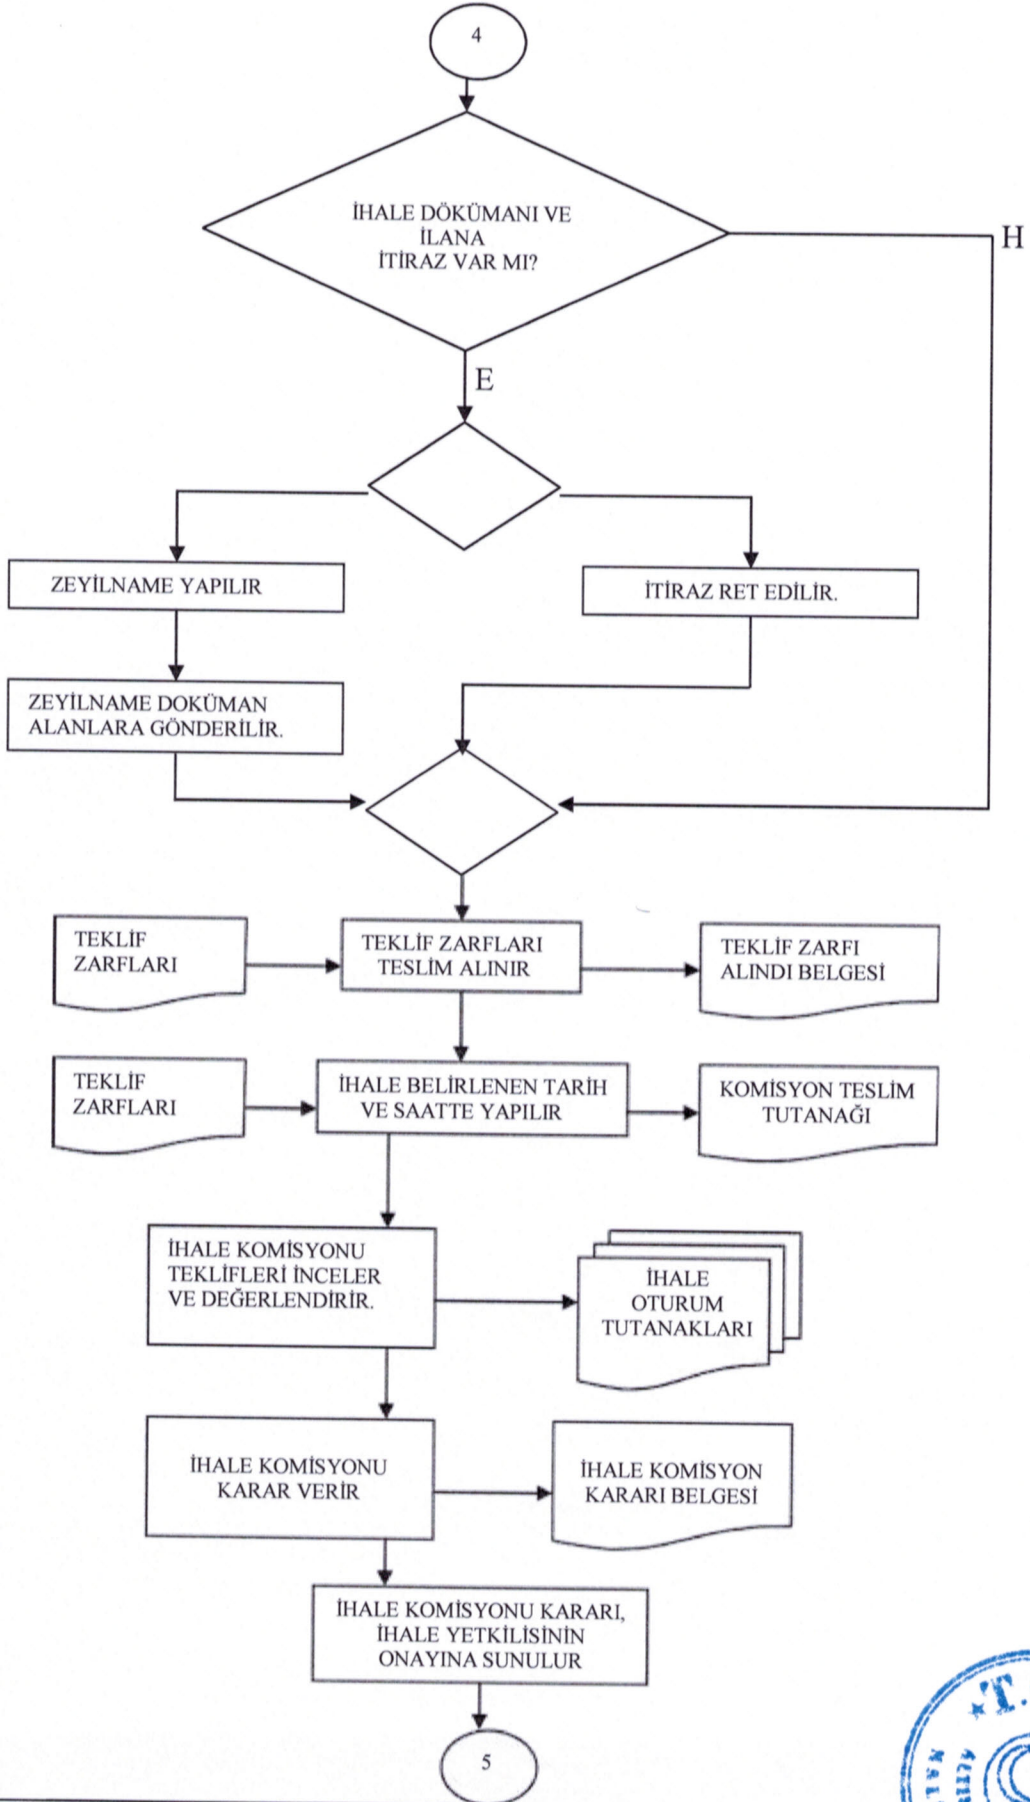 4
İHALE DÖKÜMANI VE
İLANA
İTİRAZ VAR MI?
H
E
ZEYİLNAME YAPILIR
İTİRAZ RET EDİLİR.
ZEYİLNAME DOKÜMAN
ALANLARA GÖNDERİLİR.
TEKLİF
ZARFLARI
TEKLİF ZARFLARI
TESLİM ALINIR
TEKLİF ZARFI
ALINDI BELGESİ
TEKLİF
ZARFLARI
İHALE BELİRLENEN TARİH
VE SAATTE YAPILIR
KOMİSYON TESLİM
TUTANAĞI
İHALE KOMİSYONU
TEKLİFLERİ İNCELER
VE DEĞERLENDİRİR.
İHALE
OTURUM
TUTANAKLARI
İHALE KOMİSYONU
KARAR VERİR
İHALE KOMİSYON
KARARI BELGESİ
İHALE KOMİSYONU KARARI,
İHALE YETKİLİSİNİN
ONAYINA SUNULUR
5
T.